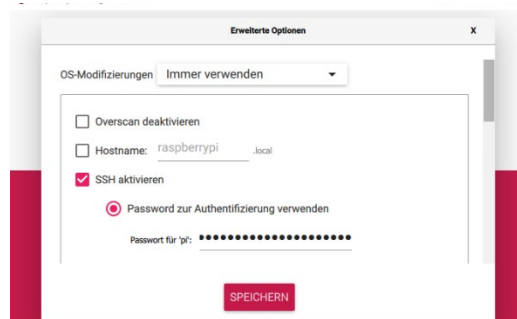 Erweiterte Optionen X
OS-Modifizierungen Immer verwenden
Overscan deaktivieren
Hostname: raspberrypi .local
SSH aktivieren
Password zur Authentifizierung verwenden
Passwort für 'pi': ••••••••••••••••••••••
SPEICHERN